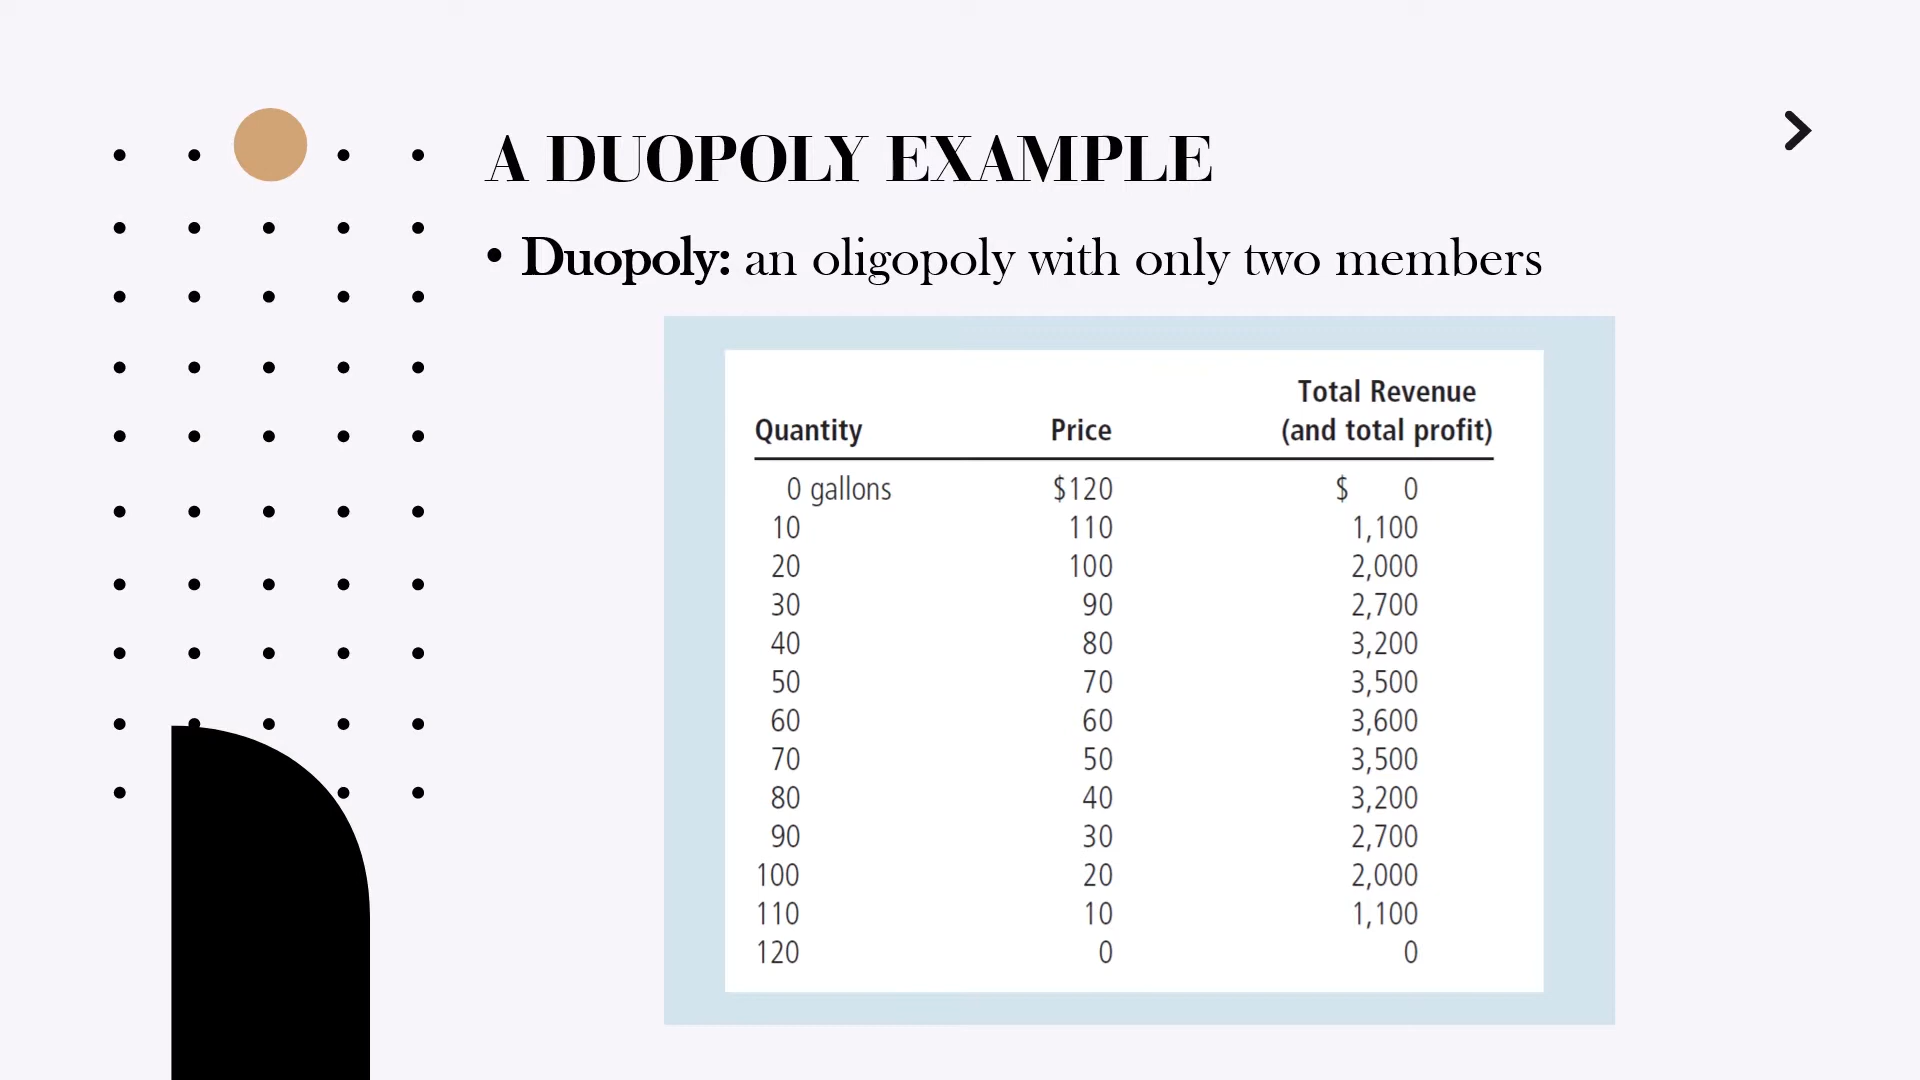 A DUOPOLY EXAMPLE
• Duopoly: an oligopoly with only two members
Total Revenue
Quantity Price (and total profit)
0 gallons $120 $ 0
10 110 1,100
20 100 2,000
30 90 2,700
40 80 3,200
50 70 3,500
60 60 3,600
70 50 3,500
80 40 3,200
90 30 2,700
100 20 2,000
110 10 1,100
120 0 0